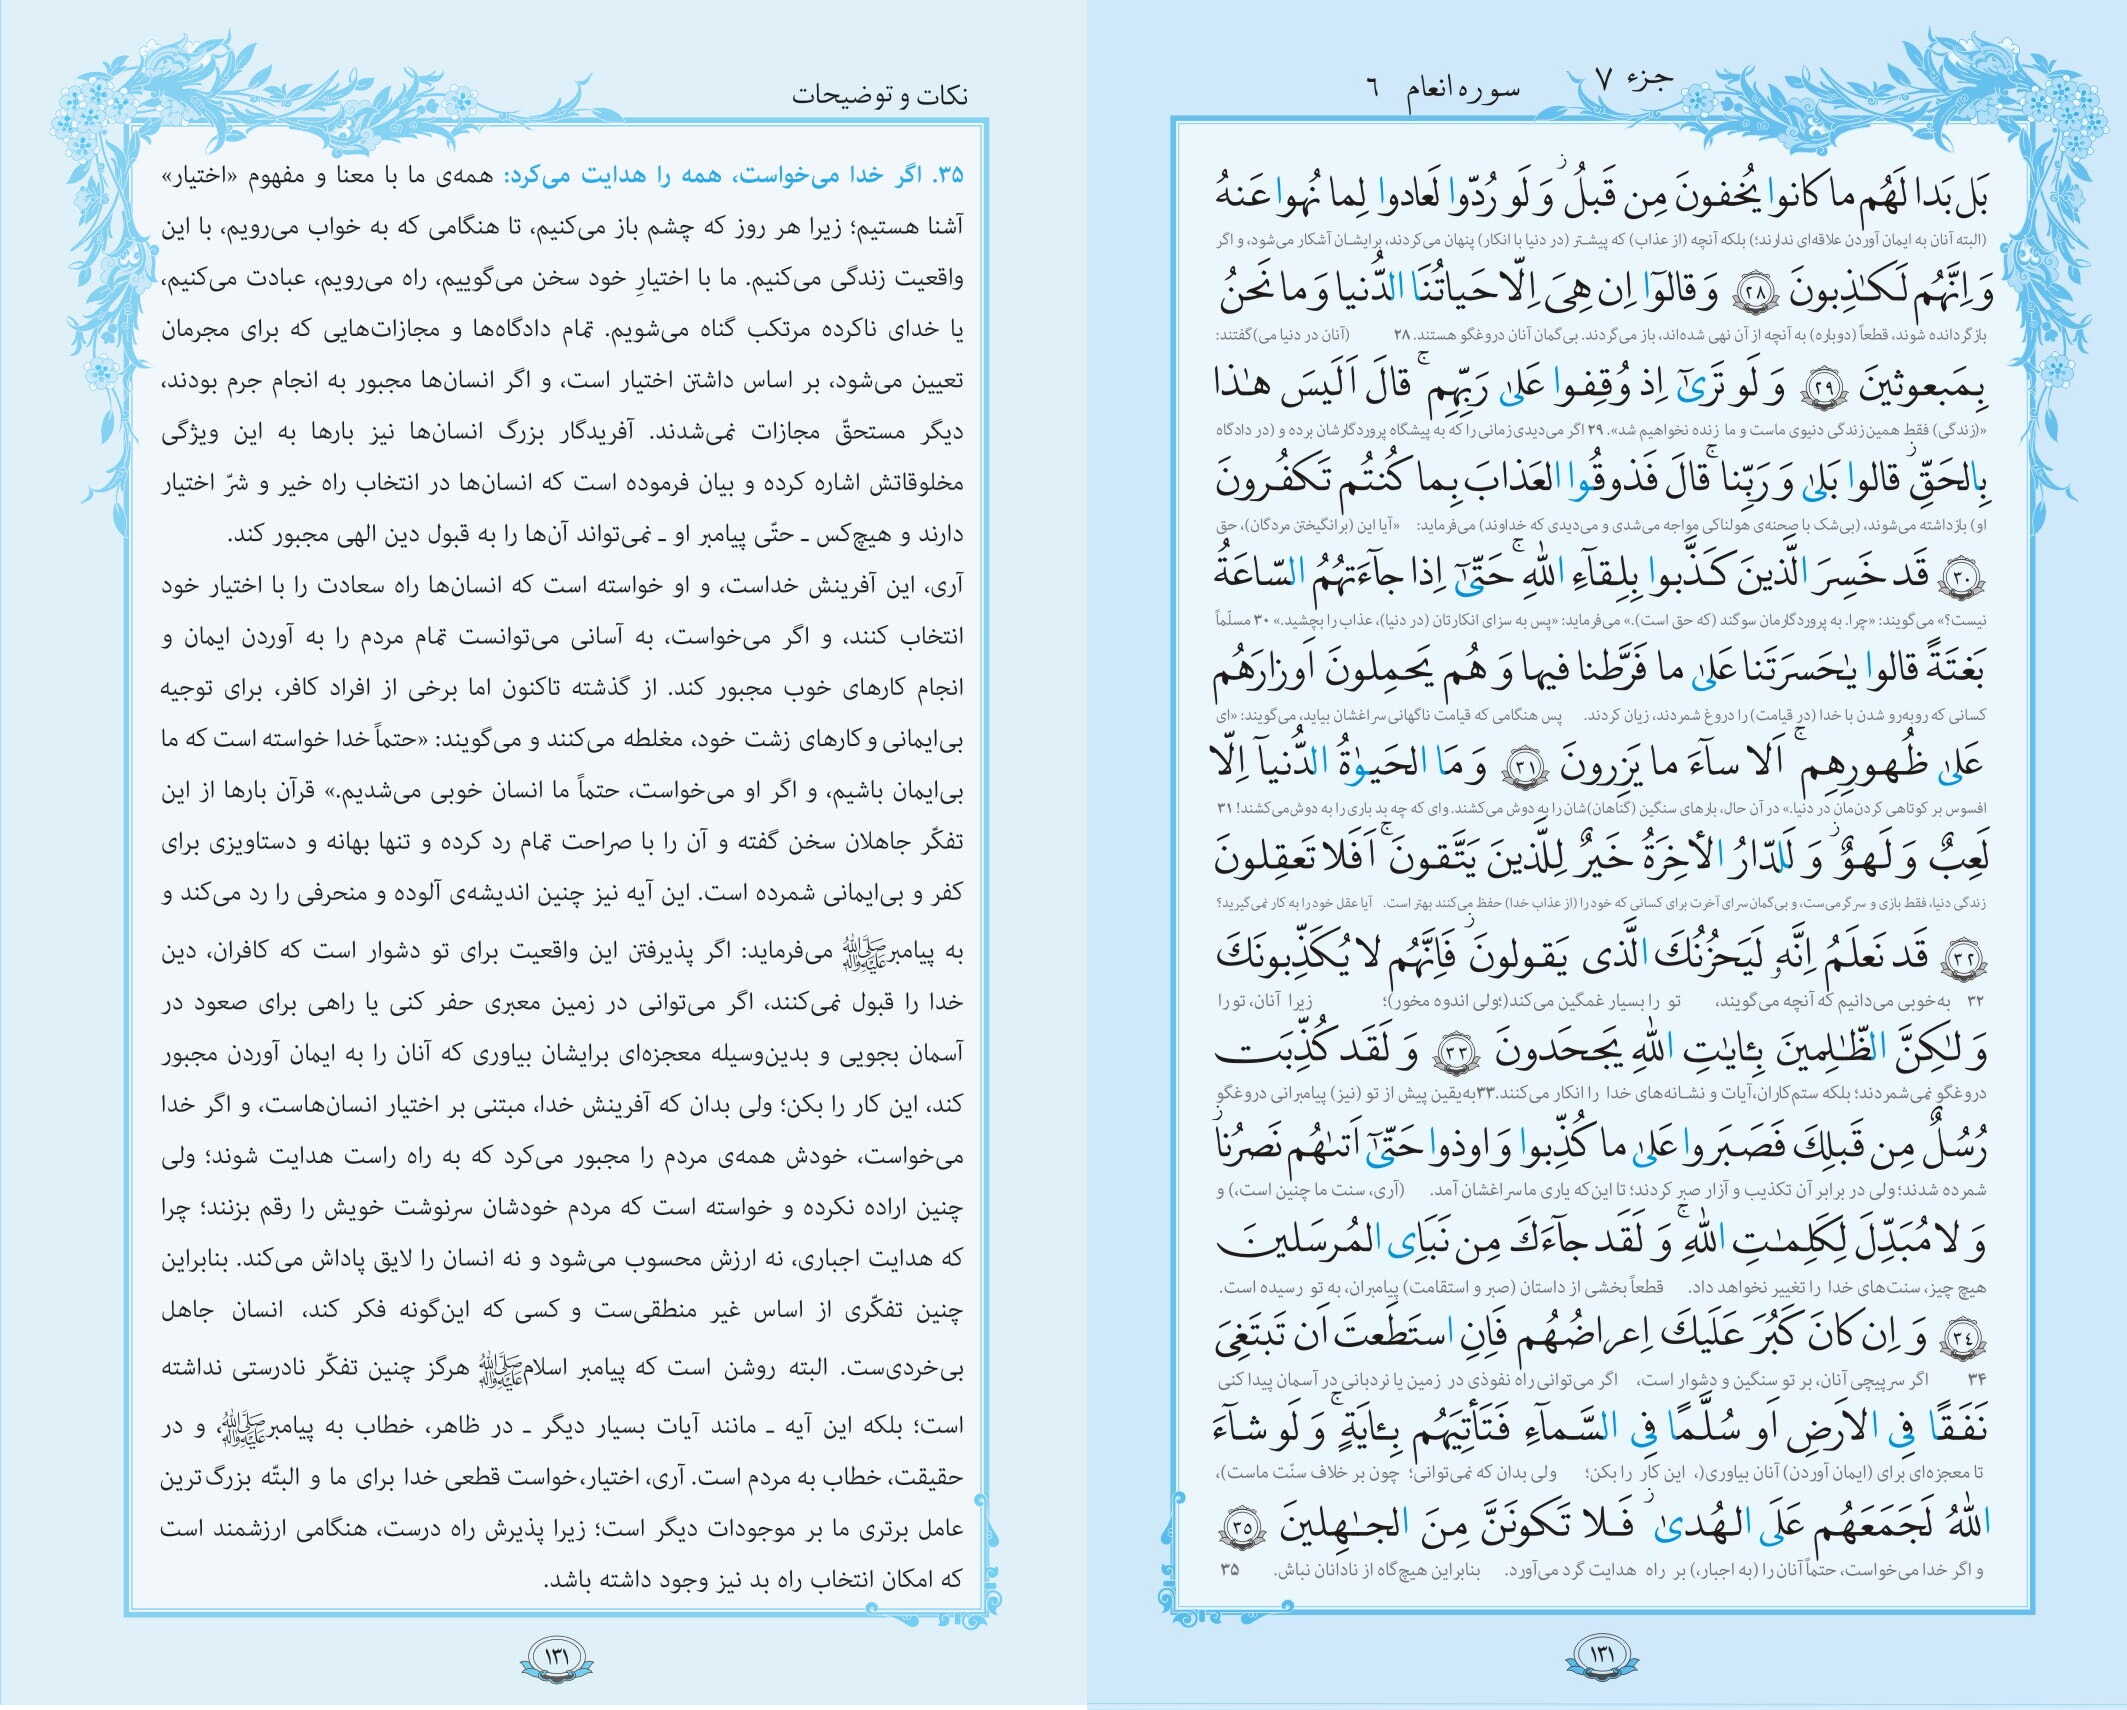 جزء ٧
سوره انعام ٦
بَل بَدا لَهُم ما كانوا يُخفونَ مِن قَبلُ ۖ وَ لَو رُدّوا لَعادوا لِما نُهوا عَنهُ
(البته آنان به ایمان آوردن علاقه‌ای ندارند؛) بلکه آنچه (از عذاب) که پیشتر (در دنیا با انکار) پنهان می‌کردند، برایشان آشکار می‌شود، و اگر
وَ اِنَّهُم لَكـٰذِبونَ ﴿٢٨﴾ وَ قالوٓا اِن هِىَ اِلّا حَياتُنَا الدُّنيا وَ ما نَحنُ
بازگردانده شوند، قطعاً (دوباره) به آنچه از آن نهی شده‌اند، باز می‌گردند. بی‌گمان آنان دروغگو هستند. ۲۸ (آنان در دنیا می)گفتند:
بِمَبعوثينَ ﴿٢٩﴾ وَ لَو تَرىٰٓ اِذ وُقِفوا عَلىٰ رَبِّهِم ۚ قالَ اَلَيسَ هـٰذا
«(زندگی) فقط همین زندگی دنیوی ماست و ما زنده نخواهیم شد». ۲۹ اگر می‌دیدی زمانی را که به پیشگاه پروردگارشان برده و (در دادگاه
بِالحَقِّ ۖ قالوا بَلىٰ وَ رَبِّنا ۚ قالَ فَذوقُوا العَذابَ بِما كُنتُم تَكفُرونَ
او) بازداشته می‌شوند، (بی‌شک با صحنه‌ی هولناکی مواجه می‌شدی و می‌دیدی که خداوند) می‌فرماید: «آیا این (برانگیختن مردگان)، حق
﴿٣٠﴾ قَد خَسِرَ الَّذينَ كَذَّبوا بِلِقآءِ اللهِ ۚ حَتّىٰٓ اِذا جآءَتهُمُ السّاعَةُ
نیست؟» می‌گویند: «چرا. به پروردگارمان سوگند (که حق است).» می‌فرماید: «پس به سزای انکارتان (در دنیا)، عذاب را بچشید.» ۳۰ مسلّماً
بَغتَةً قالوا يـٰحَسرَتَنا عَلىٰ ما فَرَّطنا فيها وَ هُم يَحمِلونَ اَوزارَهُم
کسانی که روبه‌رو شدن با خدا (در قیامت) را دروغ شمردند، زیان کردند. پس هنگامی که قیامت ناگهانی سراغشان بیاید، می‌گویند: «ای
عَلىٰ ظُهورِهِم ۚ اَلا سآءَ ما يَزِرونَ ﴿٣١﴾ وَ مَا الحَيوٰةُ الدُّنيآ اِلّا
افسوس بر کوتاهی کردن‌مان در دنیا.» در آن حال، بارهای سنگین (گناهان)شان را به دوش می‌کشند. وای که چه بد باری را به دوش می‌کشند! ۳۱
لَعِبٌ وَ لَهوٌ ۖ وَ لَلدّارُ الأخِرَةُ خَيرٌ لِلَّذينَ يَتَّقونَ ۚ اَفَلا تَعقِلونَ
زندگی دنیا، فقط بازی و سرگرمی‌ست، و بی‌گمان سرای آخرت برای کسانی که خود را (از عذاب خدا) حفظ می‌کنند بهتر است. آیا عقل خود را به کار نمی‌گیرید؟
﴿٣٢﴾ قَد نَعلَمُ اِنَّهو لَيَحزُنُكَ الَّذى يَقولونَ ۖ فَاِنَّهُم لا يُكَذِّبونَكَ
۳۲ به‌خوبی می‌دانیم که آنچه می‌گویند، تو را بسیار غمگین می‌کند(؛ولی اندوه مخور)؛ زیرا آنان، تو را
وَ لـٰكِنَّ الظّـٰلِمينَ بِـٔايـٰتِ اللهِ يَجحَدونَ ﴿٣٣﴾ وَ لَقَد كُذِّبَت
دروغگو نمی‌شمردند؛ بلکه ستم‌کاران، آیات و نشانه‌های خدا را انکار می‌کنند.۳۳به‌یقین پیش از تو (نیز) پیامبرانی دروغگو
رُسُلٌ مِن قَبلِكَ فَصَبَروا عَلىٰ ما كُذِّبوا وَ اوذوا حَتّىٰٓ اَتىٰهُم نَصرُنا ۖ
شمرده شدند؛ ولی در برابر آن تکذیب و آزار صبر کردند؛ تا این‌که یاری ما سراغشان آمد. (آری، سنت ما چنین است،) و
وَ لا مُبَدِّلَ لِكَلِمـٰتِ اللهِ ۚ وَ لَقَد جآءَكَ مِن نَبَاِى المُرسَلينَ
هیچ چیز، سنت‌های خدا را تغییر نخواهد داد. قطعاً بخشی از داستان (صبر و استقامت) پیامبران، به تو رسیده است.
﴿٣٤﴾ وَ اِن كانَ كَبُرَ عَلَيكَ اِعراضُهُم فَاِنِ استَطَعتَ اَن تَبتَغِىَ
۳۴ اگر سرپیچی آنان، بر تو سنگین و دشوار است، اگر می‌توانی راه نفوذی در زمین یا نردبانی در آسمان پیدا کنی
نَفَقًا فِى الاَرضِ اَو سُلَّمًا فِى السَّمآءِ فَتَأتِيَهُم بِـٔايَةٍ ۚ وَ لَو شآءَ
تا معجزه‌ای برای (ایمان آوردن) آنان بیاوری(، این کار را بکن؛ ولی بدان که نمی‌توانی؛ چون بر خلاف سنّت ماست)،
اللهُ لَجَمَعَهُم عَلَى الهُدىٰ ۖ فَلا تَكونَنَّ مِنَ الجـٰهِلينَ ﴿٣٥﴾
و اگر خدا می‌خواست، حتماً آنان را (به اجبار،) بر راه هدایت گرد می‌آورد. بنابراین هیچ‌گاه از نادانان نباش. ۳۵
۱۳۱
نکات و توضیحات
۳۵. اگر خدا می‌خواست، همه را هدایت می‌کرد: همه‌ی ما با معنا و مفهوم «اختیار»
آشنا هستیم؛ زیرا هر روز که چشم باز می‌کنیم، تا هنگامی که به خواب می‌رویم، با این
واقعیت زندگی می‌کنیم. ما با اختیارِ خود سخن می‌گوییم، راه می‌رویم، عبادت می‌کنیم،
یا خدای ناکرده مرتکب گناه می‌شویم. تمام دادگاه‌ها و مجازات‌هایی که برای مجرمان
تعیین می‌شود، بر اساس داشتن اختیار است، و اگر انسان‌ها مجبور به انجام جرم بودند،
دیگر مستحقّ مجازات نمی‌شدند. آفریدگار بزرگ انسان‌ها نیز بارها به این ویژگی
مخلوقاتش اشاره کرده و بیان فرموده است که انسان‌ها در انتخاب راه خیر و شرّ اختیار
دارند و هیچ‌کس ـ حتّی پیامبر او ـ نمی‌تواند آن‌ها را به قبول دین الهی مجبور کند.
آری، این آفرینش خداست، و او خواسته است که انسان‌ها راه سعادت را با اختیار خود
انتخاب کنند، و اگر می‌خواست، به آسانی می‌توانست تمام مردم را به آوردن ایمان و
انجام کارهای خوب مجبور کند. از گذشته تاکنون اما برخی از افراد کافر، برای توجیه
بی‌ایمانی و کارهای زشت خود، مغلطه می‌کنند و می‌گویند: «حتماً خدا خواسته است که ما
بی‌ایمان باشیم، و اگر او می‌خواست، حتماً ما انسان خوبی می‌شدیم.» قرآن بارها از این
تفکّر جاهلان سخن گفته و آن را با صراحت تمام رد کرده و تنها بهانه و دستاویزی برای
کفر و بی‌ایمانی شمرده است. این آیه نیز چنین اندیشه‌ی آلوده و منحرفی را رد می‌کند و
به پیامبرﷺ می‌فرماید: اگر پذیرفتن این واقعیت برای تو دشوار است که کافران، دین
خدا را قبول نمی‌کنند، اگر می‌توانی در زمین معبری حفر کنی یا راهی برای صعود در
آسمان بجویی و بدین‌وسیله معجزه‌ای برایشان بیاوری که آنان را به ایمان آوردن مجبور
کند، این کار را بکن؛ ولی بدان که آفرینش خدا، مبتنی بر اختیار انسان‌هاست، و اگر خدا
می‌خواست، خودش همه‌ی مردم را مجبور می‌کرد که به راه راست هدایت شوند؛ ولی
چنین اراده نکرده و خواسته است که مردم خودشان سرنوشت خویش را رقم بزنند؛ چرا
که هدایت اجباری، نه ارزش محسوب می‌شود و نه انسان را لایق پاداش می‌کند. بنابراین
چنین تفکّری از اساس غیر منطقی‌ست و کسی که این‌گونه فکر کند، انسان جاهل
بی‌خردی‌ست. البته روشن است که پیامبر اسلامﷺ هرگز چنین تفکّر نادرستی نداشته
است؛ بلکه این آیه ـ مانند آیات بسیار دیگر ـ در ظاهر، خطاب به پیامبرﷺ، و در
حقیقت، خطاب به مردم است. آری، اختیار، خواست قطعی خدا برای ما و البتّه بزرگ‌ترین
عامل برتری ما بر موجودات دیگر است؛ زیرا پذیرش راه درست، هنگامی ارزشمند است
که امکان انتخاب راه بد نیز وجود داشته باشد.
۱۳۱